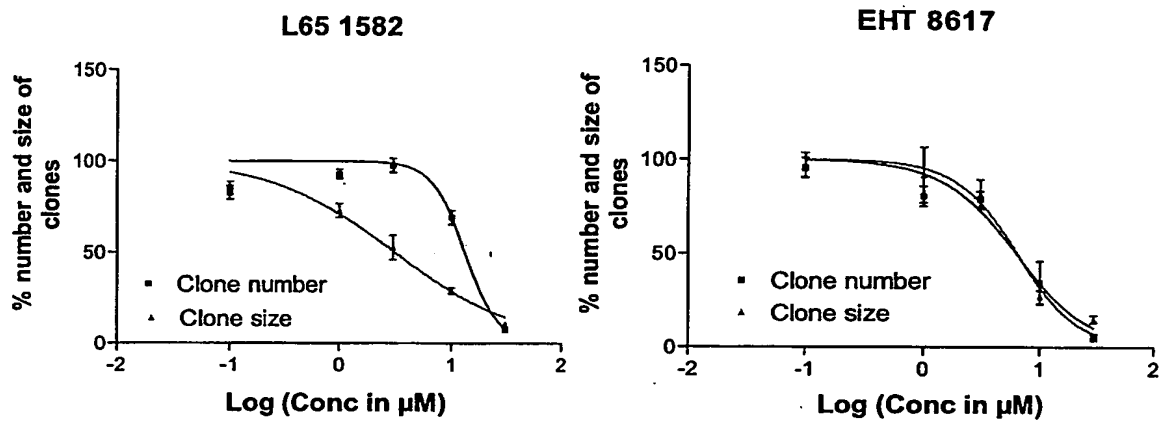 L65 1582
% number and size of
clones
150
100
50
0
-2
-1
0
1
2
Clone number
Clone size
Log (Conc in µM)
EHT 8617
% number and size of
clones
150
100
50
0
-2
-1
0
1
2
Clone number
Clone size
Log (Conc in µM)